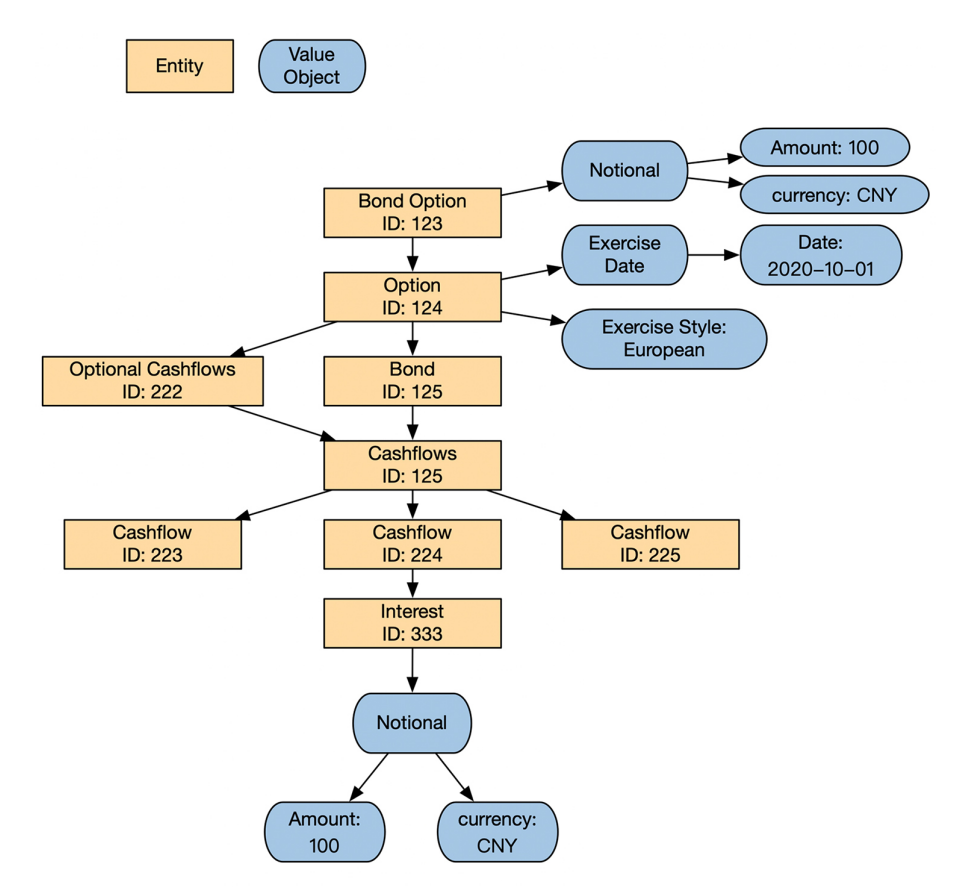 Entity
Value
Object
Amount: 100
Notional
currency: CNY
Bond Option
ID: 123
Exercise
Date
Date:
2020–10–01
Option
ID: 124
Exercise Style:
European
Optional Cashflows
ID: 222
Bond
ID: 125
Cashflows
ID: 125
Cashflow
ID: 223
Cashflow
ID: 224
Cashflow
ID: 225
Interest
ID: 333
Notional
Amount:
100
currency:
CNY